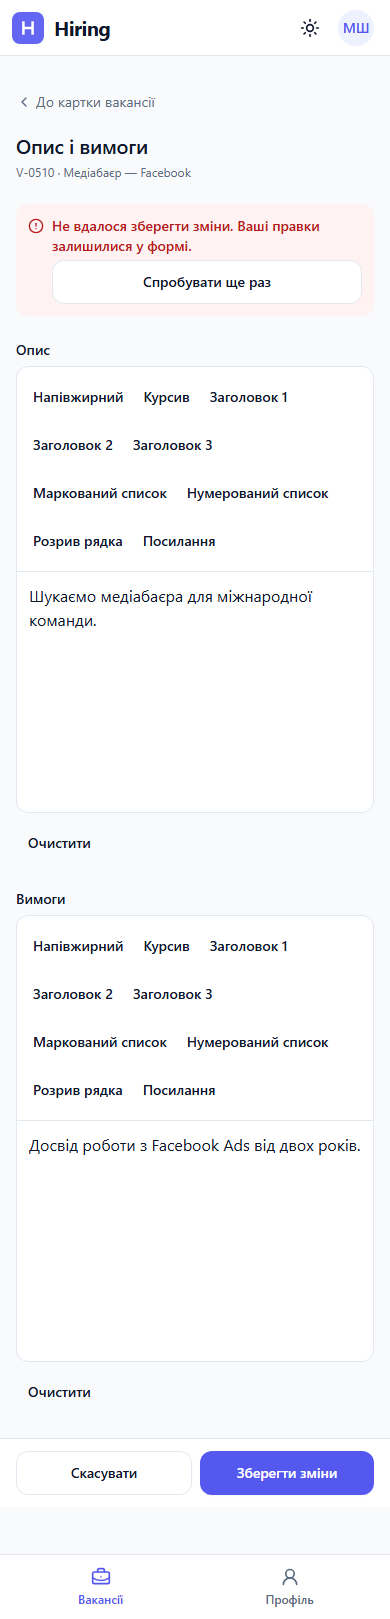 H Hiring МШ
До картки вакансії
Опис і вимоги
V-0510 · Медіабаєр — Facebook
Не вдалося зберегти зміни. Ваші правки
залишилися у формі.
Спробувати ще раз
Опис
Напівжирний Курсив Заголовок 1
Заголовок 2 Заголовок 3
Маркований список Нумерований список
Розрив рядка Посилання
Шукаємо медіабаєра для міжнародної
команди.
Очистити
Вимоги
Напівжирний Курсив Заголовок 1
Заголовок 2 Заголовок 3
Маркований список Нумерований список
Розрив рядка Посилання
Досвід роботи з Facebook Ads від двох років.
Очистити
Скасувати Зберегти зміни
Вакансії Профіль